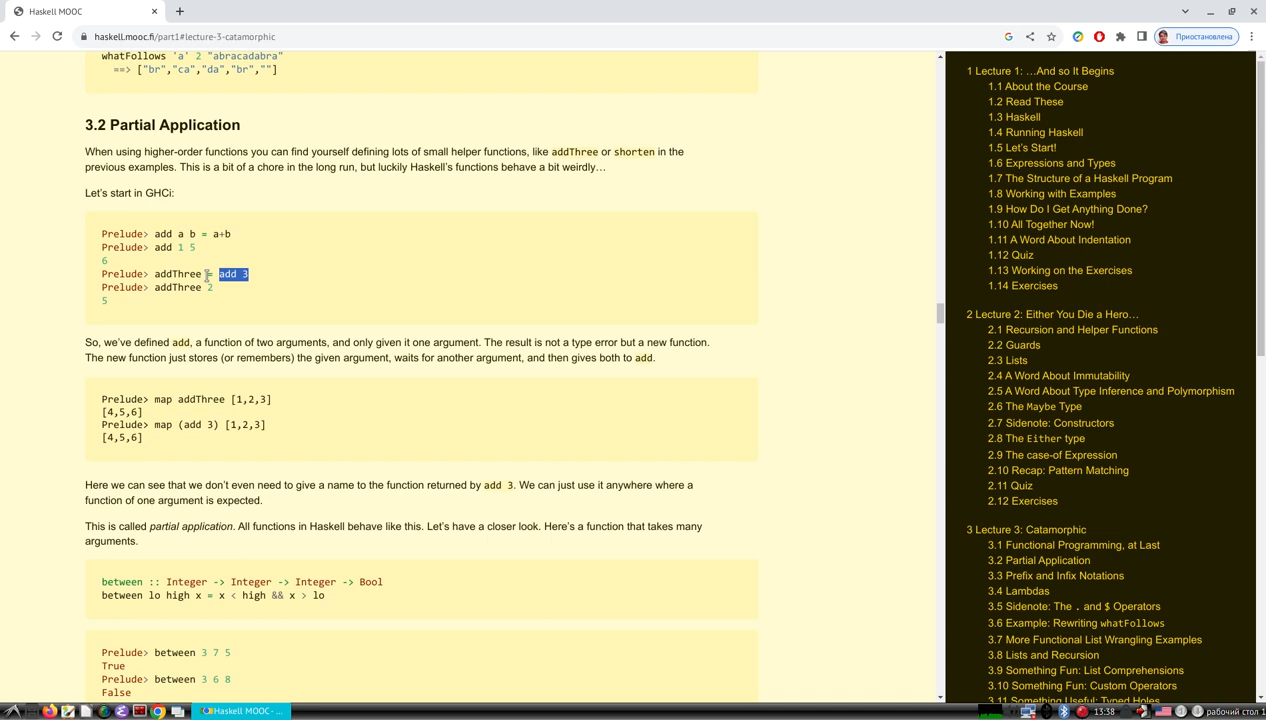 Haskell MOOC
haskell.mooc.fi/part1#lecture-3-catamorphic
Приостановлена
whatFollows 'a' 2 "abracadabra"
==> ["br","ca","da","br",""]
3.2 Partial Application
When using higher-order functions you can find yourself defining lots of small helper functions, like addThree or shorten in the
previous examples. This is a bit of a chore in the long run, but luckily Haskell's functions behave a bit weirdly…
Let's start in GHCi:
Prelude> add a b = a+b
Prelude> add 1 5
6
Prelude> addThree = add 3
Prelude> addThree 2
5
So, we've defined add, a function of two arguments, and only given it one argument. The result is not a type error but a new function.
The new function just stores (or remembers) the given argument, waits for another argument, and then gives both to add.
Prelude> map addThree [1,2,3]
[4,5,6]
Prelude> map (add 3) [1,2,3]
[4,5,6]
Here we can see that we don't even need to give a name to the function returned by add 3. We can just use it anywhere where a
function of one argument is expected.
This is called partial application. All functions in Haskell behave like this. Let's have a closer look. Here's a function that takes many
arguments.
between :: Integer -> Integer -> Integer -> Bool
between lo high x = x < high && x > lo
Prelude> between 3 7 5
True
Prelude> between 3 6 8
False
1 Lecture 1: …And so It Begins
1.1 About the Course
1.2 Read These
1.3 Haskell
1.4 Running Haskell
1.5 Let's Start!
1.6 Expressions and Types
1.7 The Structure of a Haskell Program
1.8 Working with Examples
1.9 How Do I Get Anything Done?
1.10 All Together Now!
1.11 A Word About Indentation
1.12 Quiz
1.13 Working on the Exercises
1.14 Exercises
2 Lecture 2: Either You Die a Hero…
2.1 Recursion and Helper Functions
2.2 Guards
2.3 Lists
2.4 A Word About Immutability
2.5 A Word About Type Inference and Polymorphism
2.6 The Maybe Type
2.7 Sidenote: Constructors
2.8 The Either type
2.9 The case-of Expression
2.10 Recap: Pattern Matching
2.11 Quiz
2.12 Exercises
3 Lecture 3: Catamorphic
3.1 Functional Programming, at Last
3.2 Partial Application
3.3 Prefix and Infix Notations
3.4 Lambdas
3.5 Sidenote: The . and $ Operators
3.6 Example: Rewriting whatFollows
3.7 More Functional List Wrangling Examples
3.8 Lists and Recursion
3.9 Something Fun: List Comprehensions
3.10 Something Fun: Custom Operators
3.11 Something Useful: Typed Holes
Haskell MOOC - …
13:38
рабочий стол 1